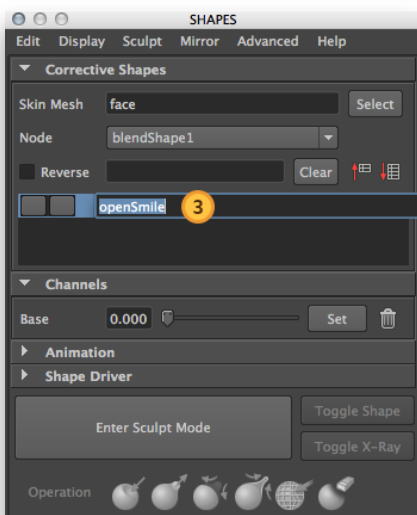 SHAPES
Edit Display Sculpt Mirror Advanced Help
Corrective Shapes
Skin Mesh face Select
Node blendShape1
Reverse Clear
openSmile 3
Channels
Base 0.000 Set
Animation
Shape Driver
Enter Sculpt Mode Toggle Shape
Toggle X-Ray
Operation